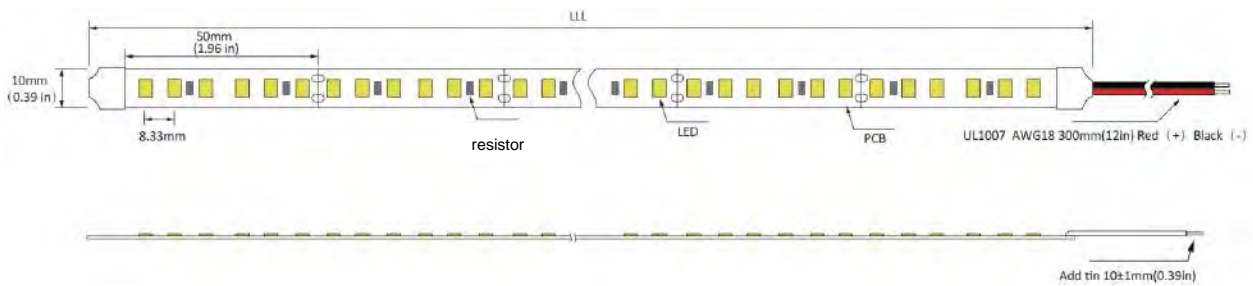 LLL
50mm
(1.96 in)
10mm
(0.39 in)
8.33mm
resistor
LED
PCB
UL1007 AWG18 300mm(12in) Red (+) Black (-)
Add tin 10±1mm(0.39in)